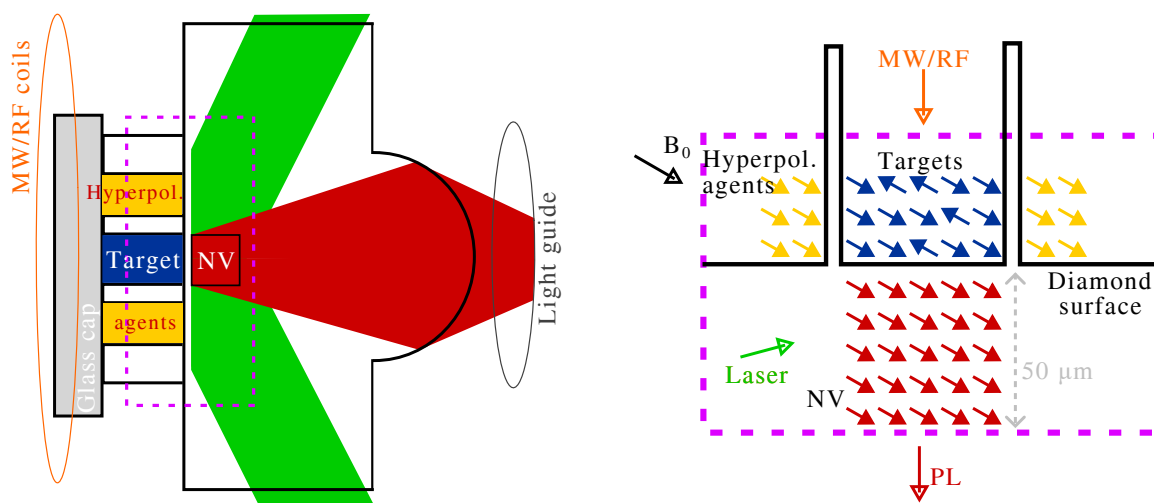 MW/RF coils
Glass cap
Hyperpol.
Target
agents
NV
Light guide
MW/RF
B0
Hyperpol.
agents
Targets
Diamond
surface
Laser
NV
50 μm
PL